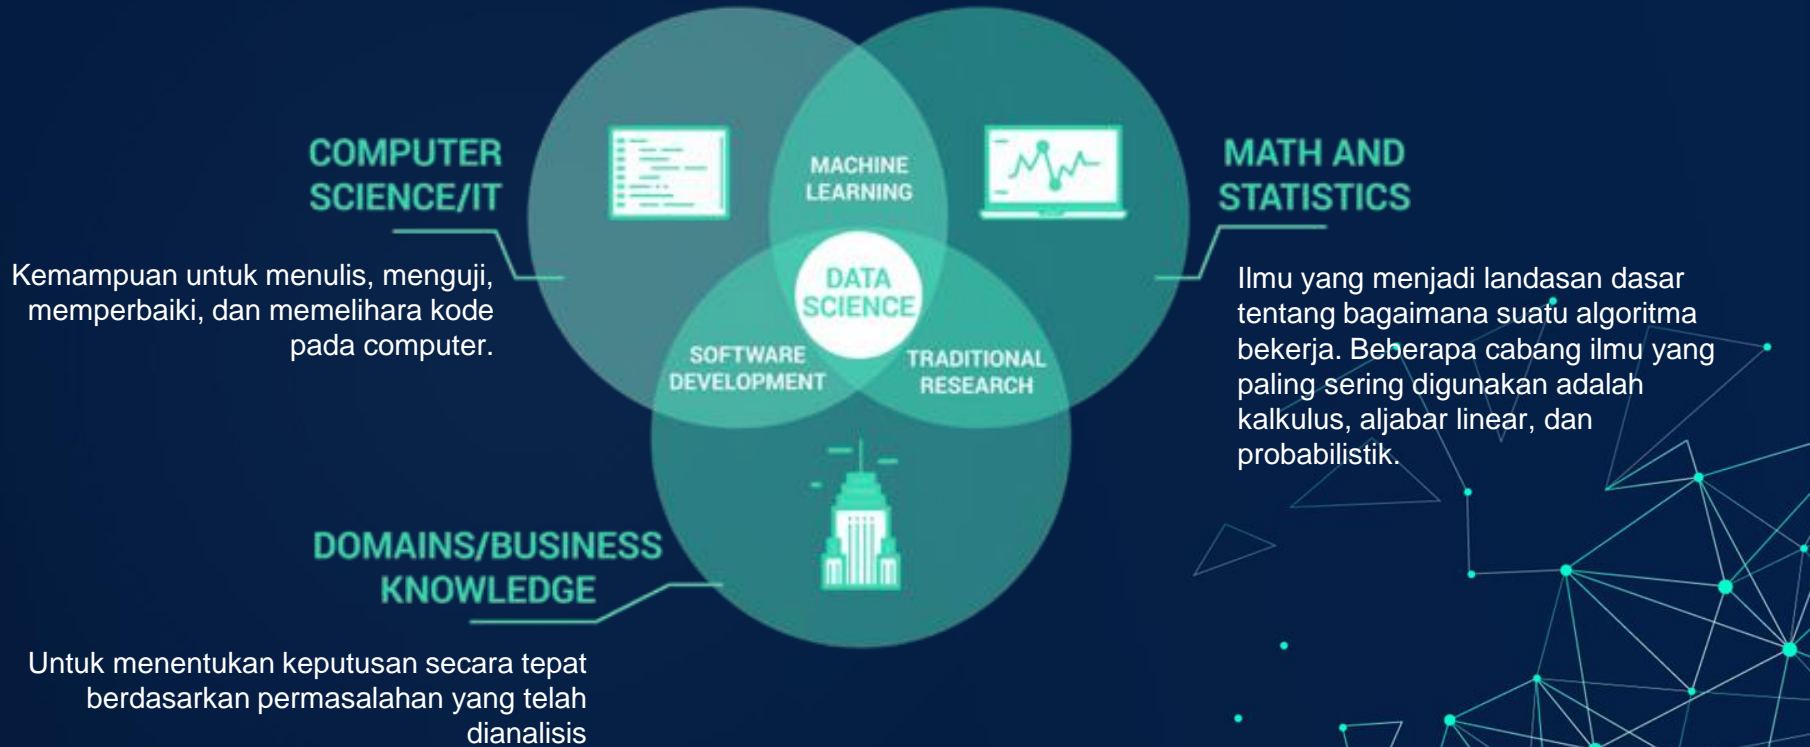 COMPUTER
SCIENCE/IT
Kemampuan untuk menulis, menguji,
memperbaiki, dan memelihara kode
pada computer.
MACHINE
LEARNING
DATA
SCIENCE
SOFTWARE
DEVELOPMENT
TRADITIONAL
RESEARCH
MATH AND
STATISTICS
Ilmu yang menjadi landasan dasar
tentang bagaimana suatu algoritma
bekerja. Beberapa cabang ilmu yang
paling sering digunakan adalah
kalkulus, aljabar linear, dan
probabilistik.
DOMAINS/BUSINESS
KNOWLEDGE
Untuk menentukan keputusan secara tepat
berdasarkan permasalahan yang telah
dianalisis